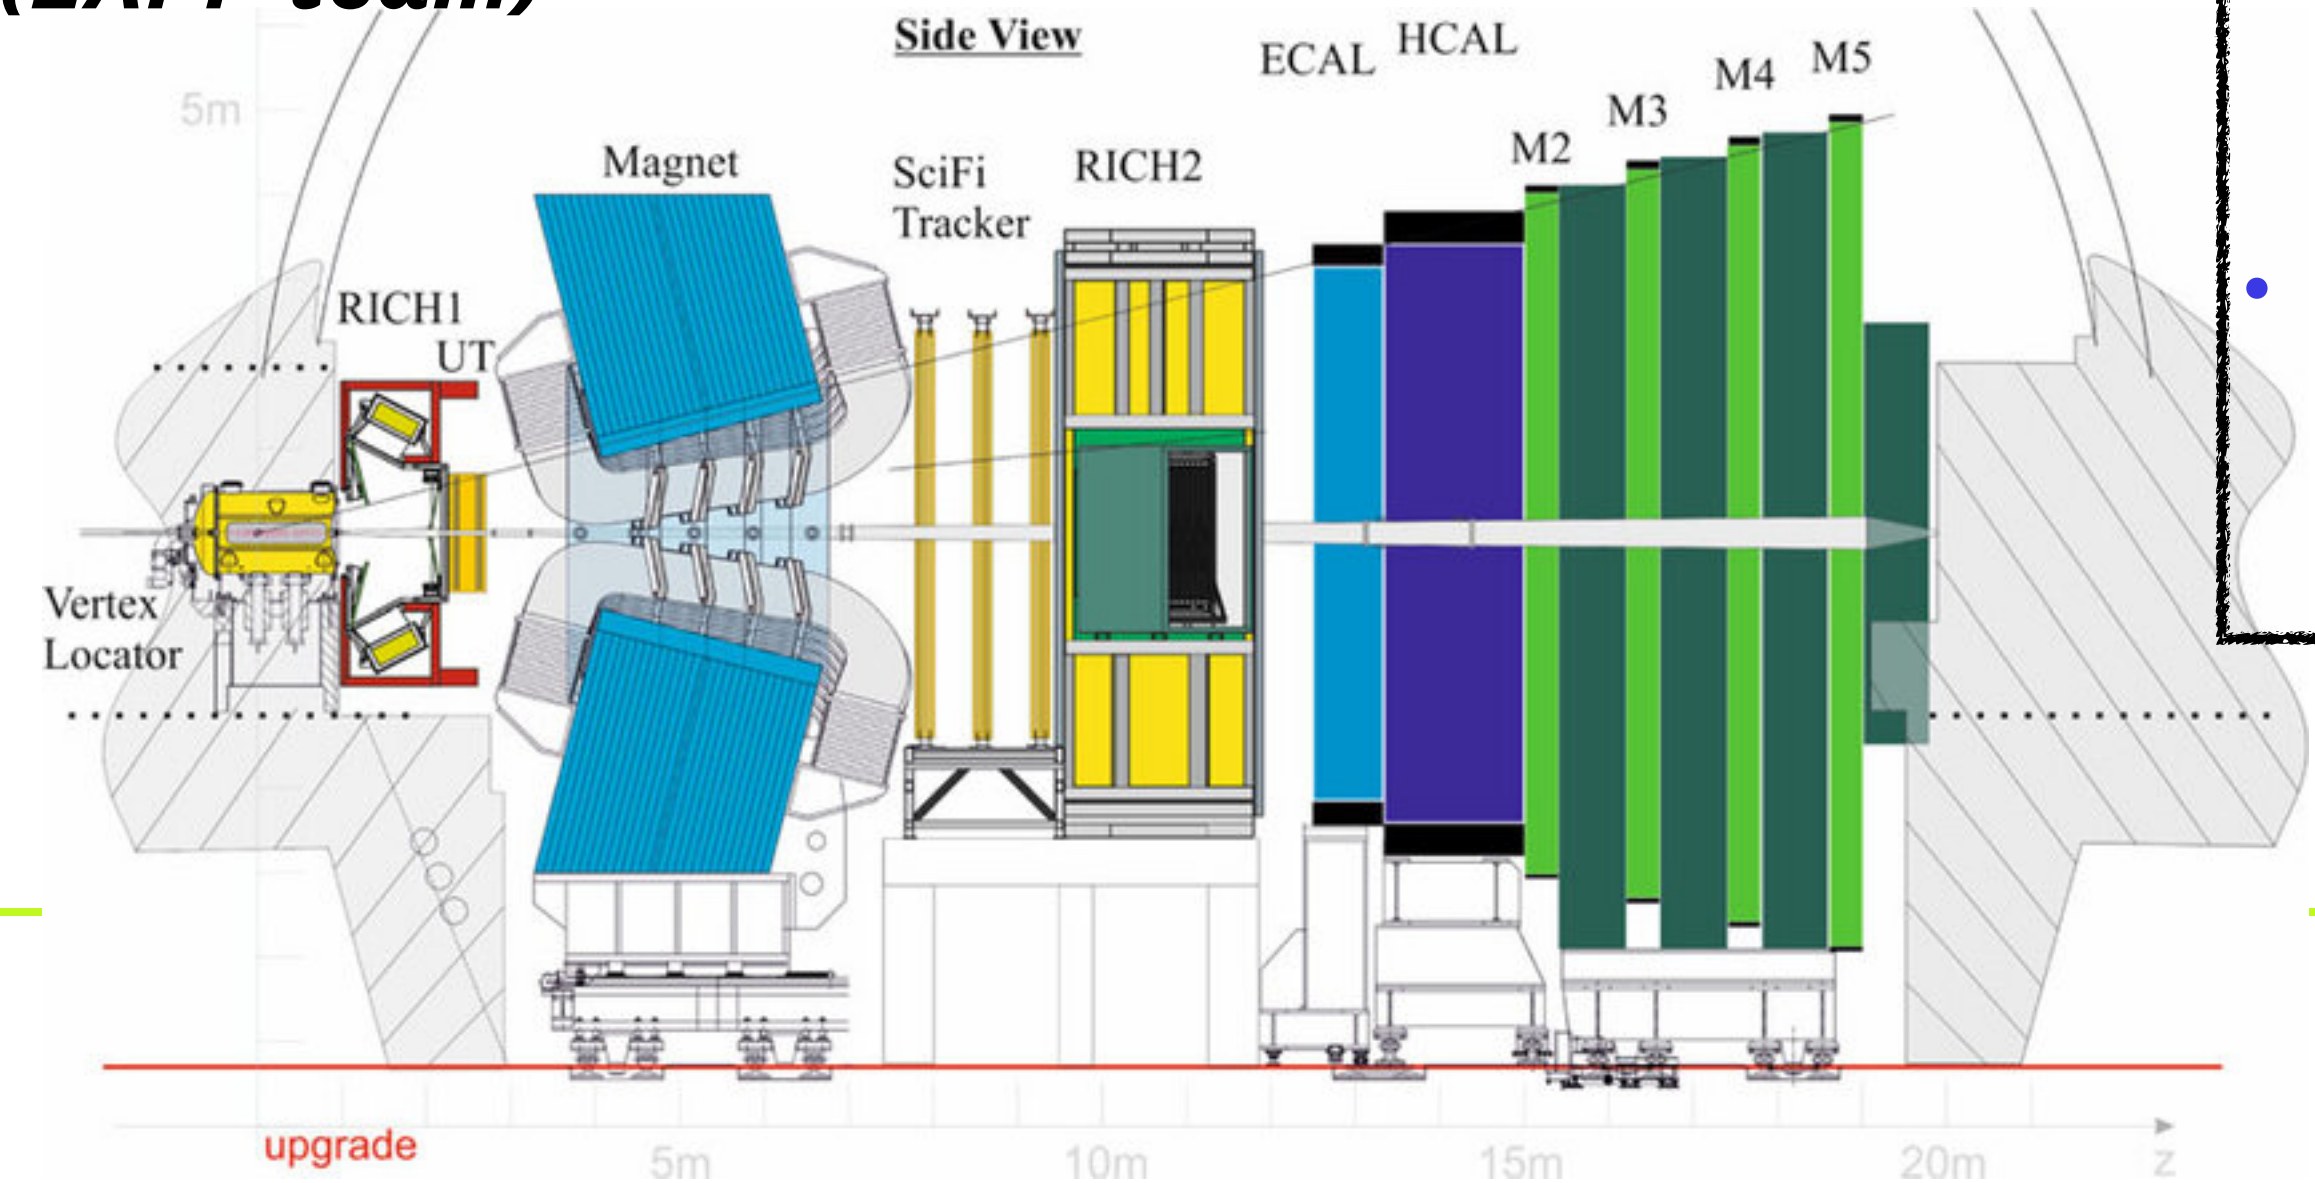 Side View
ECAL
HCAL
M5
M4
M3
5m
M2
Magnet
SciFi
Tracker
RICH2
RICH1
UT
Vertex
Locator
upgrade
5m
10m
15m
20m
z